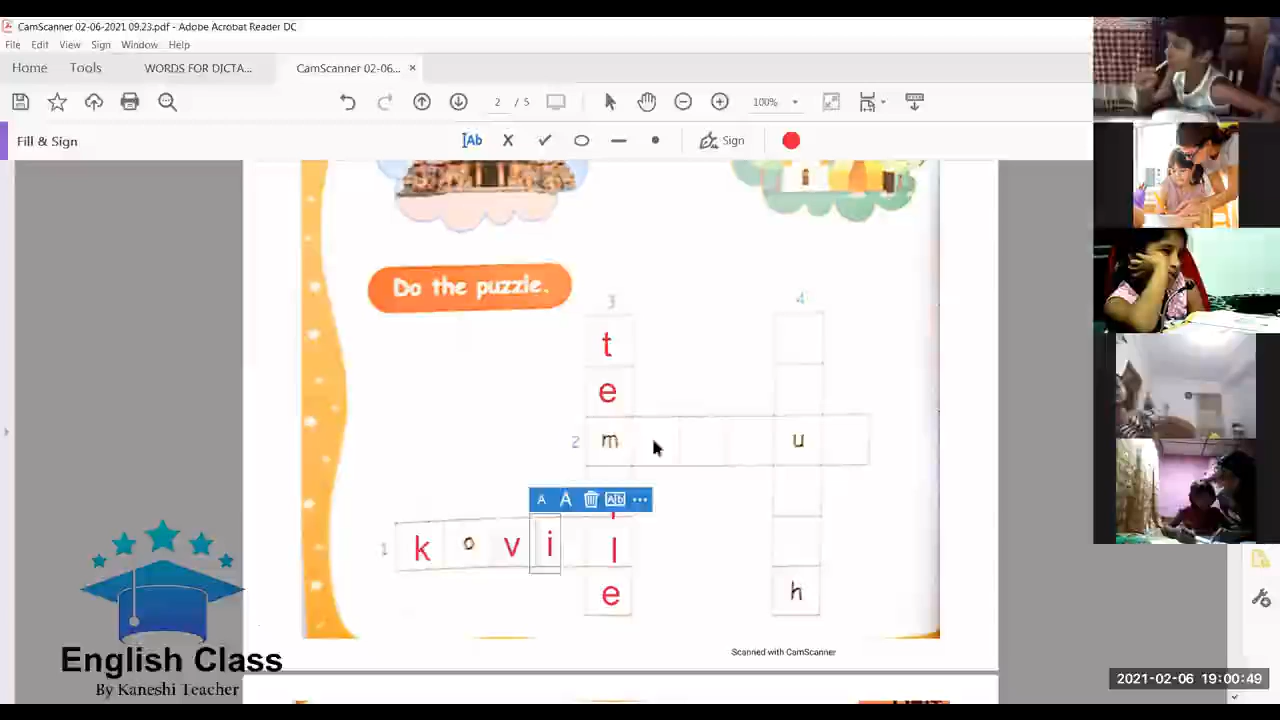 CamScanner 02-06-2021 09.23.pdf - Adobe Acrobat Reader DC
File Edit View Sign Window Help
Home Tools WORDS FOR DICTA... CamScanner 02-06... ×
2 / 5 100%
Fill & Sign
Ab Sign
Do the puzzle.
3 4
t
e
2 m u
A A Ab ...
1 k o v i l
e h
Scanned with CamScanner
English Class
By Kaneshi Teacher
2021-02-06 19:00:49